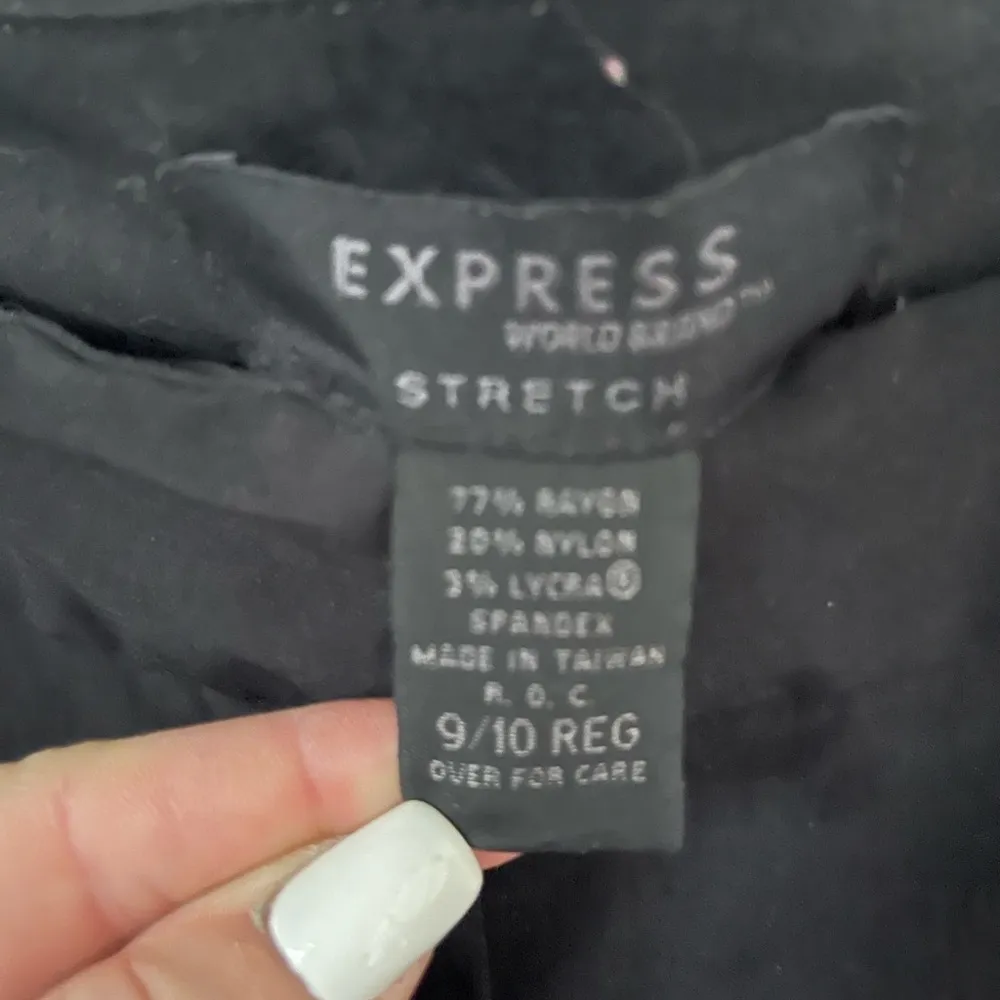 EXPRESS
WORLD BRAND™
STRETCH
77% RAYON
20% NYLON
3% LYCRA®
SPANDEX
MADE IN TAIWAN
R. O. C.
9/10 REG
OVER FOR CARE